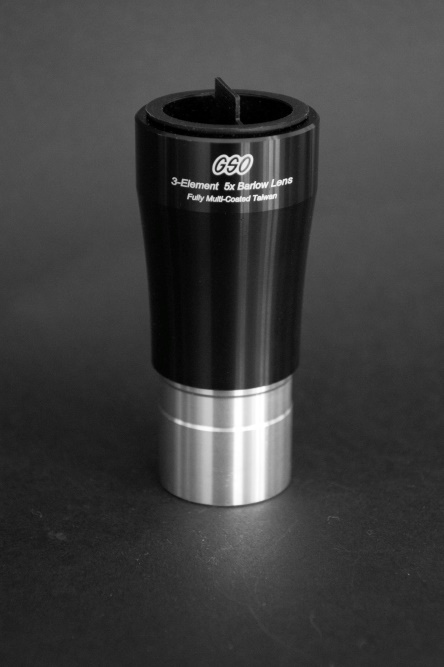 GSO
3-Element 5x Barlow Lens
Fully Multi-Coated Taiwan